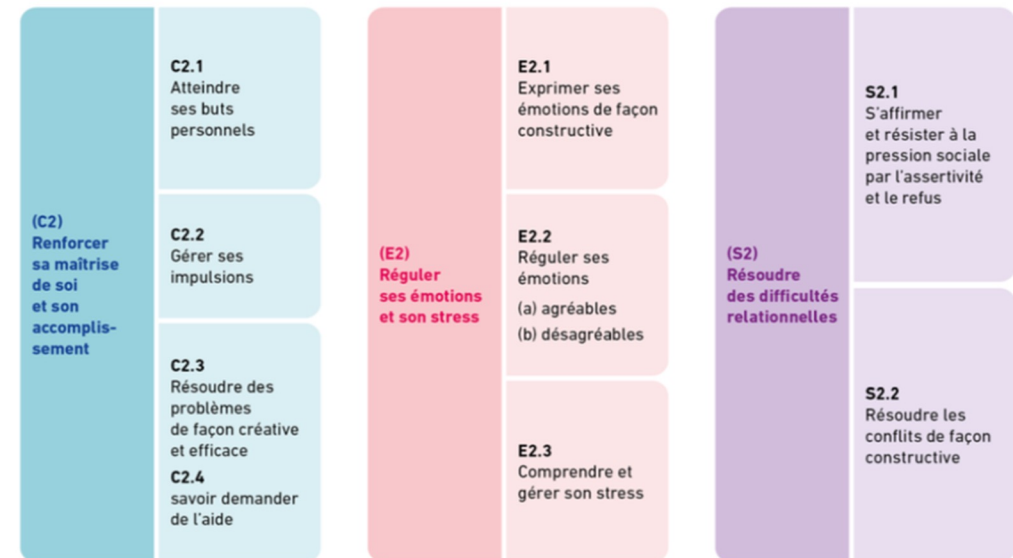 (C2)
Renforcer
sa maîtrise
de soi
et son
accomplis-
sement
C2.1
Atteindre
ses buts
personnels
C2.2
Gérer ses
impulsions
C2.3
Résoudre des
problèmes
de façon créative
et efficace
C2.4
savoir demander
de l'aide
(E2)
Réguler
ses émotions
et son stress
E2.1
Exprimer ses
émotions de façon
constructive
E2.2
Réguler ses
émotions
(a) agréables
(b) désagréables
E2.3
Comprendre et
gérer son stress
(S2)
Résoudre
des difficultés
relationnelles
S2.1
S'affirmer
et résister à la
pression sociale
par l'assertivité
et le refus
S2.2
Résoudre les
conflits de façon
constructive